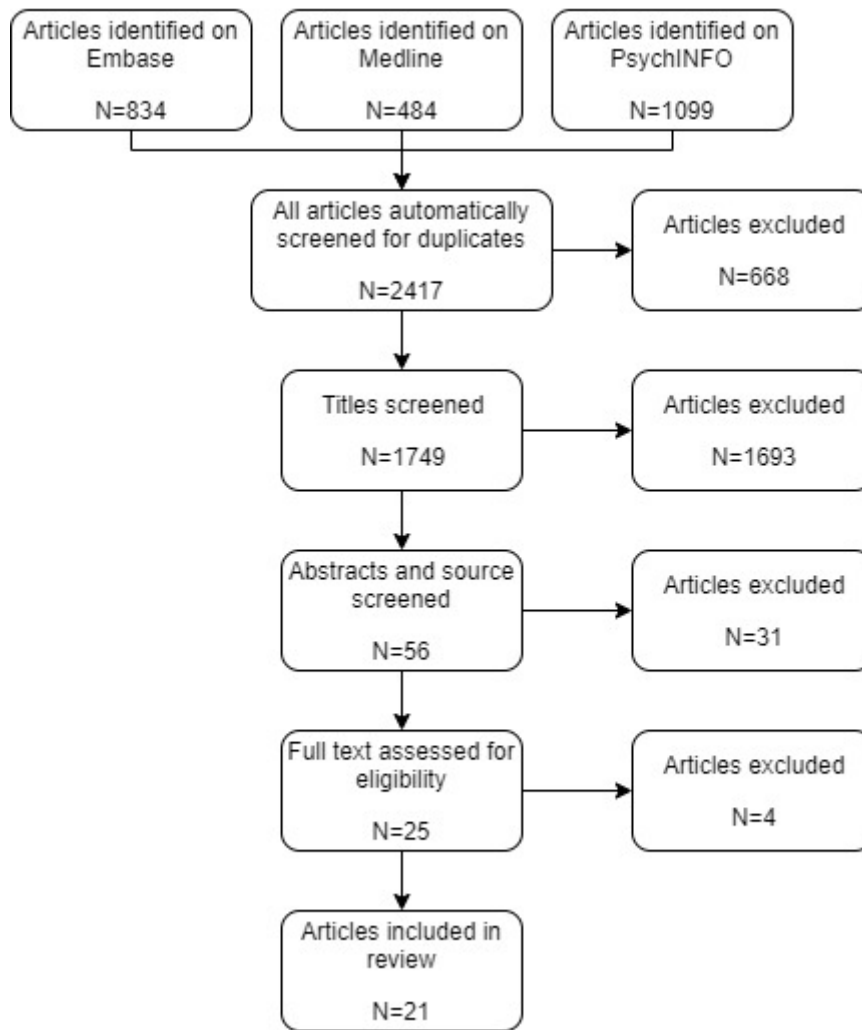 Articles identified on
Embase
N=834
Articles identified on
Medline
N=484
Articles identified on
PsychINFO
N=1099
All articles automatically
screened for duplicates
N=2417
Articles excluded
N=668
Titles screened
N=1749
Articles excluded
N=1693
Abstracts and source
screened
N=56
Articles excluded
N=31
Full text assessed for
eligibility
N=25
Articles excluded
N=4
Articles included in
review
N=21